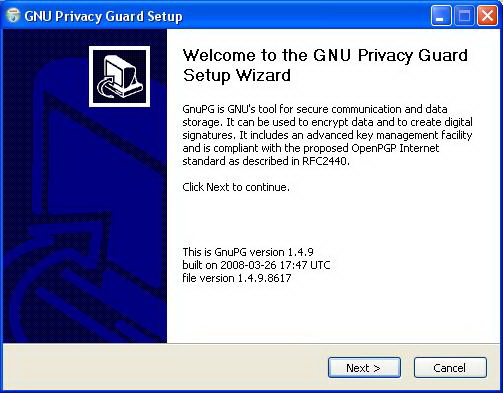 GNU Privacy Guard Setup
Welcome to the GNU Privacy Guard
Setup Wizard
GnuPG is GNU's tool for secure communication and data
storage. It can be used to encrypt data and to create digital
signatures. It includes an advanced key management facility
and is compliant with the proposed OpenPGP Internet
standard as described in RFC2440.
Click Next to continue.
This is GnuPG version 1.4.9
built on 2008-03-26 17:47 UTC
file version 1.4.9.8617
Next >
Cancel